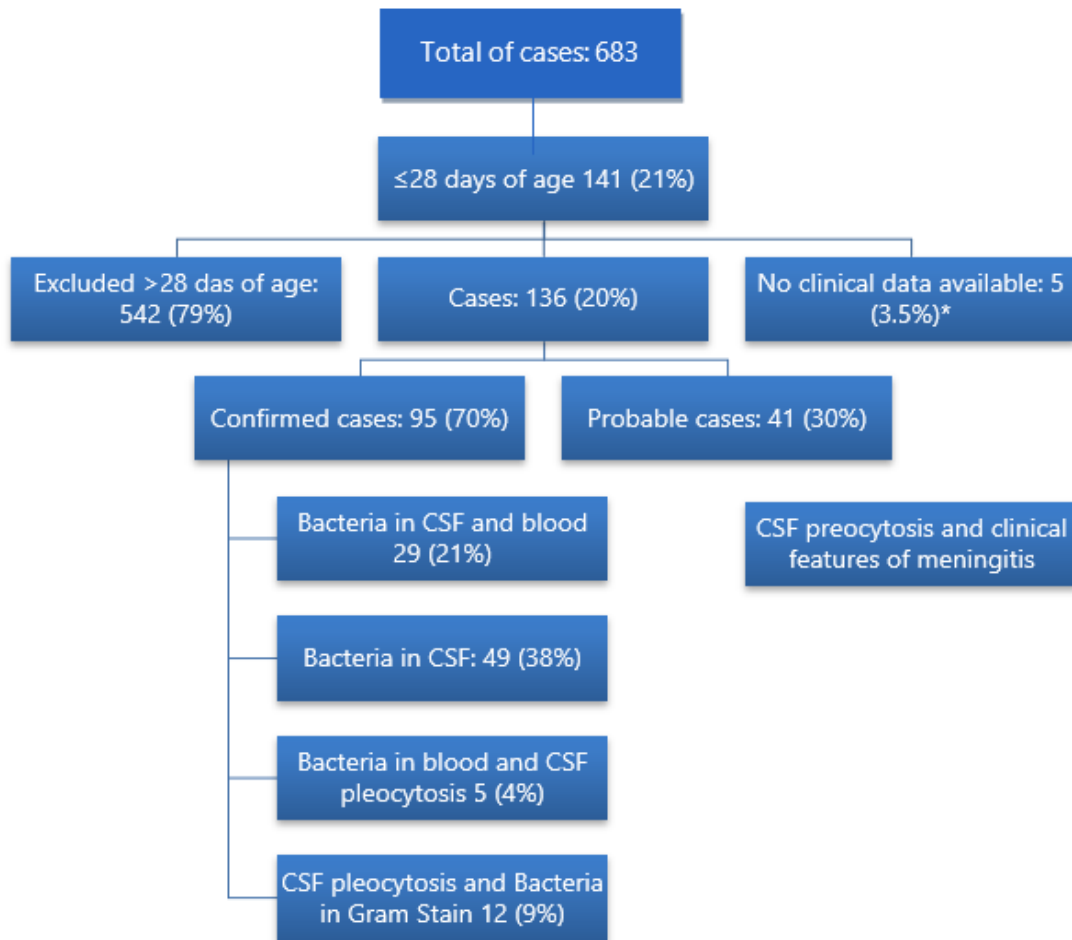 Total of cases: 683
≤28 days of age 141 (21%)
Excluded >28 das of age:
542 (79%)
Cases: 136 (20%)
No clinical data available: 5
(3.5%)*
Confirmed cases: 95 (70%)
Probable cases: 41 (30%)
Bacteria in CSF and blood
29 (21%)
CSF preocytosis and clinical
features of meningitis
Bacteria in CSF: 49 (38%)
Bacteria in blood and CSF
pleocytosis 5 (4%)
CSF pleocytosis and Bacteria
in Gram Stain 12 (9%)